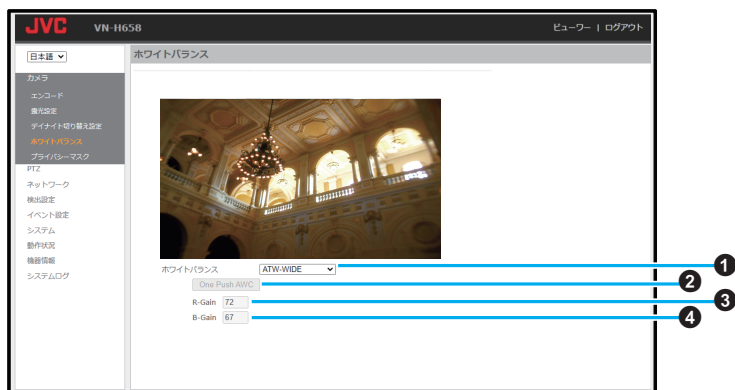 JVC VN-H658 ビューワー | ログアウト
日本語
ホワイトバランス
カメラ
エンコード
露光設定
デイナイト切り替え設定
ホワイトバランス
プライバシーマスク
PTZ
ネットワーク
検出設定
イベント設定
システム
動作状況
機器情報
システムログ
ホワイトバランス ATW-WIDE
One Push AWC
R-Gain 72
B-Gain 67
1
2
3
4